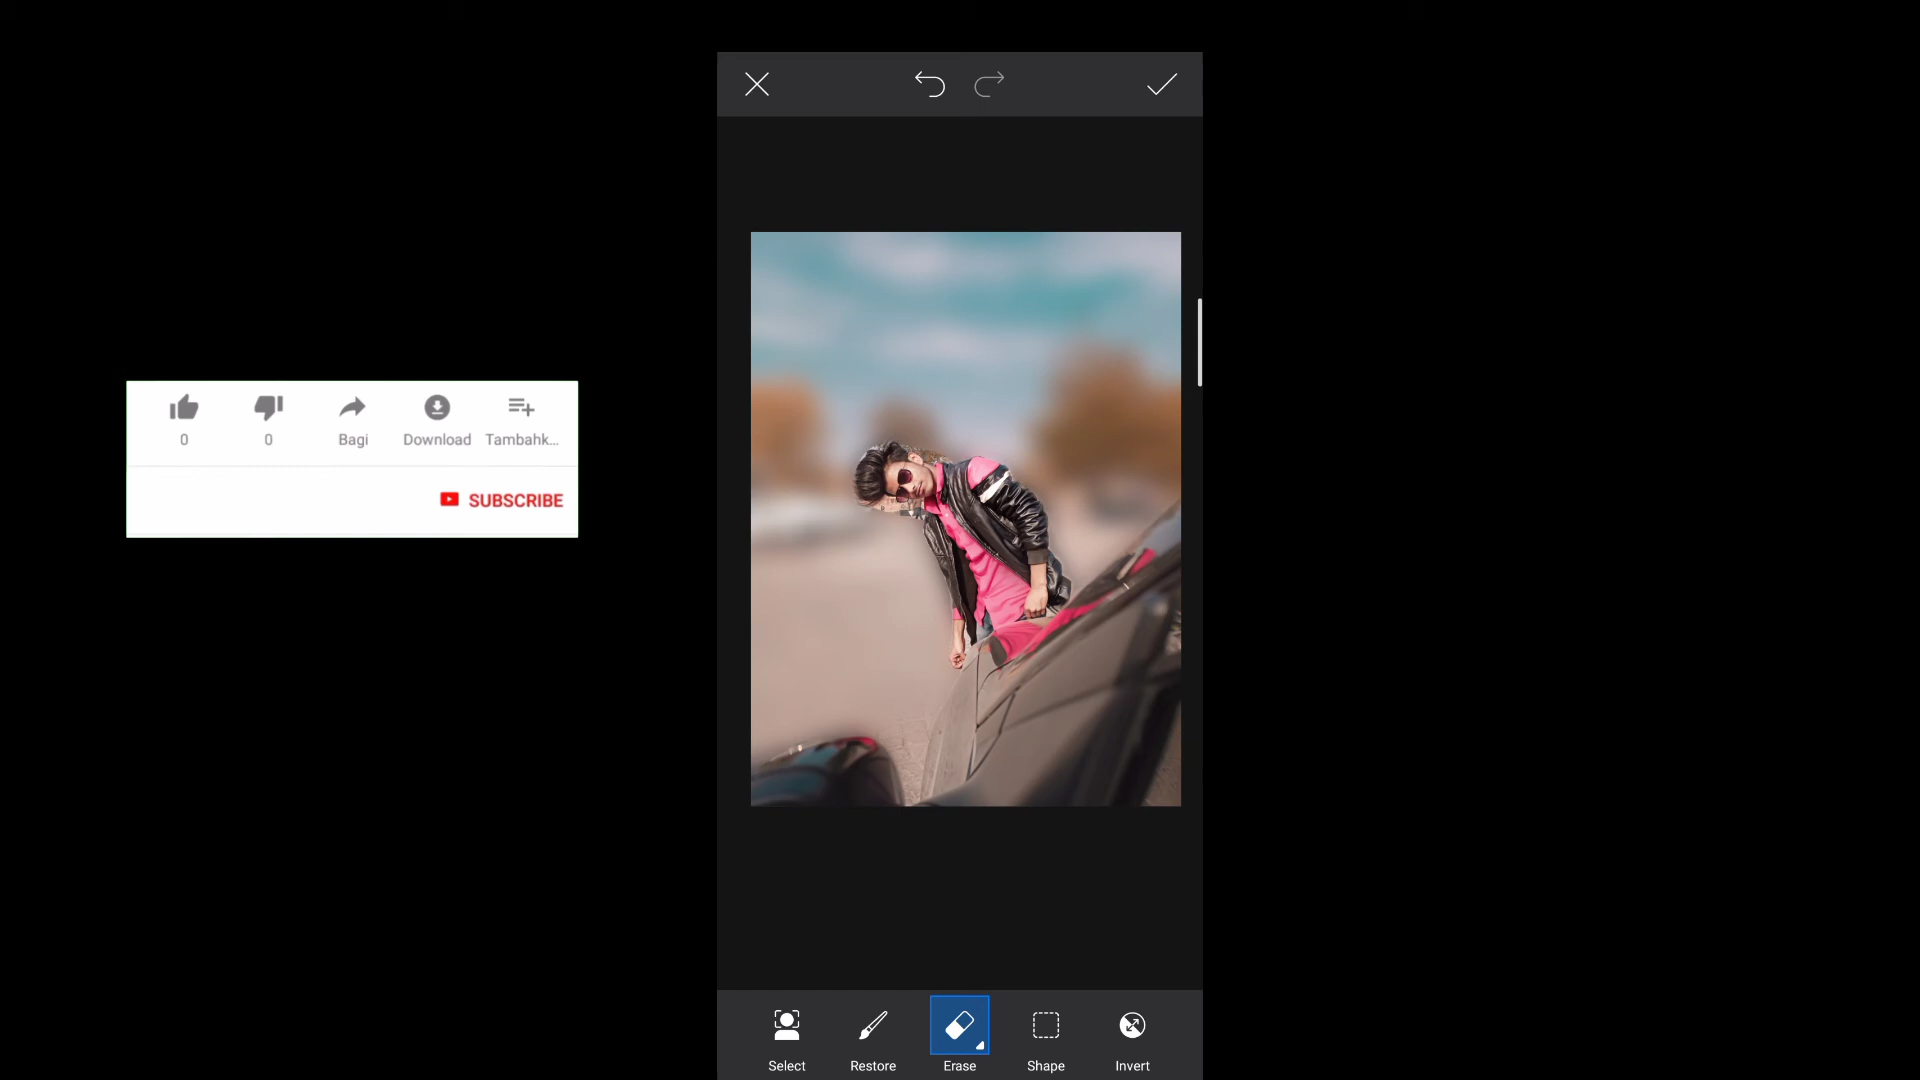 0 0 Bagi Download Tambahk...
SUBSCRIBE
Select Restore Erase Shape Invert